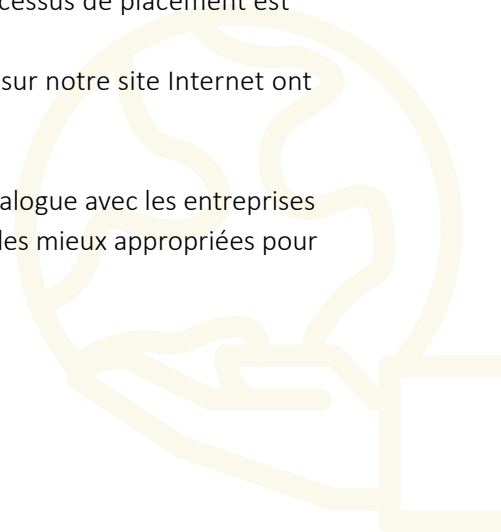 cessus de placement est
sur notre site Internet ont
alogue avec les entreprises
les mieux appropriées pour